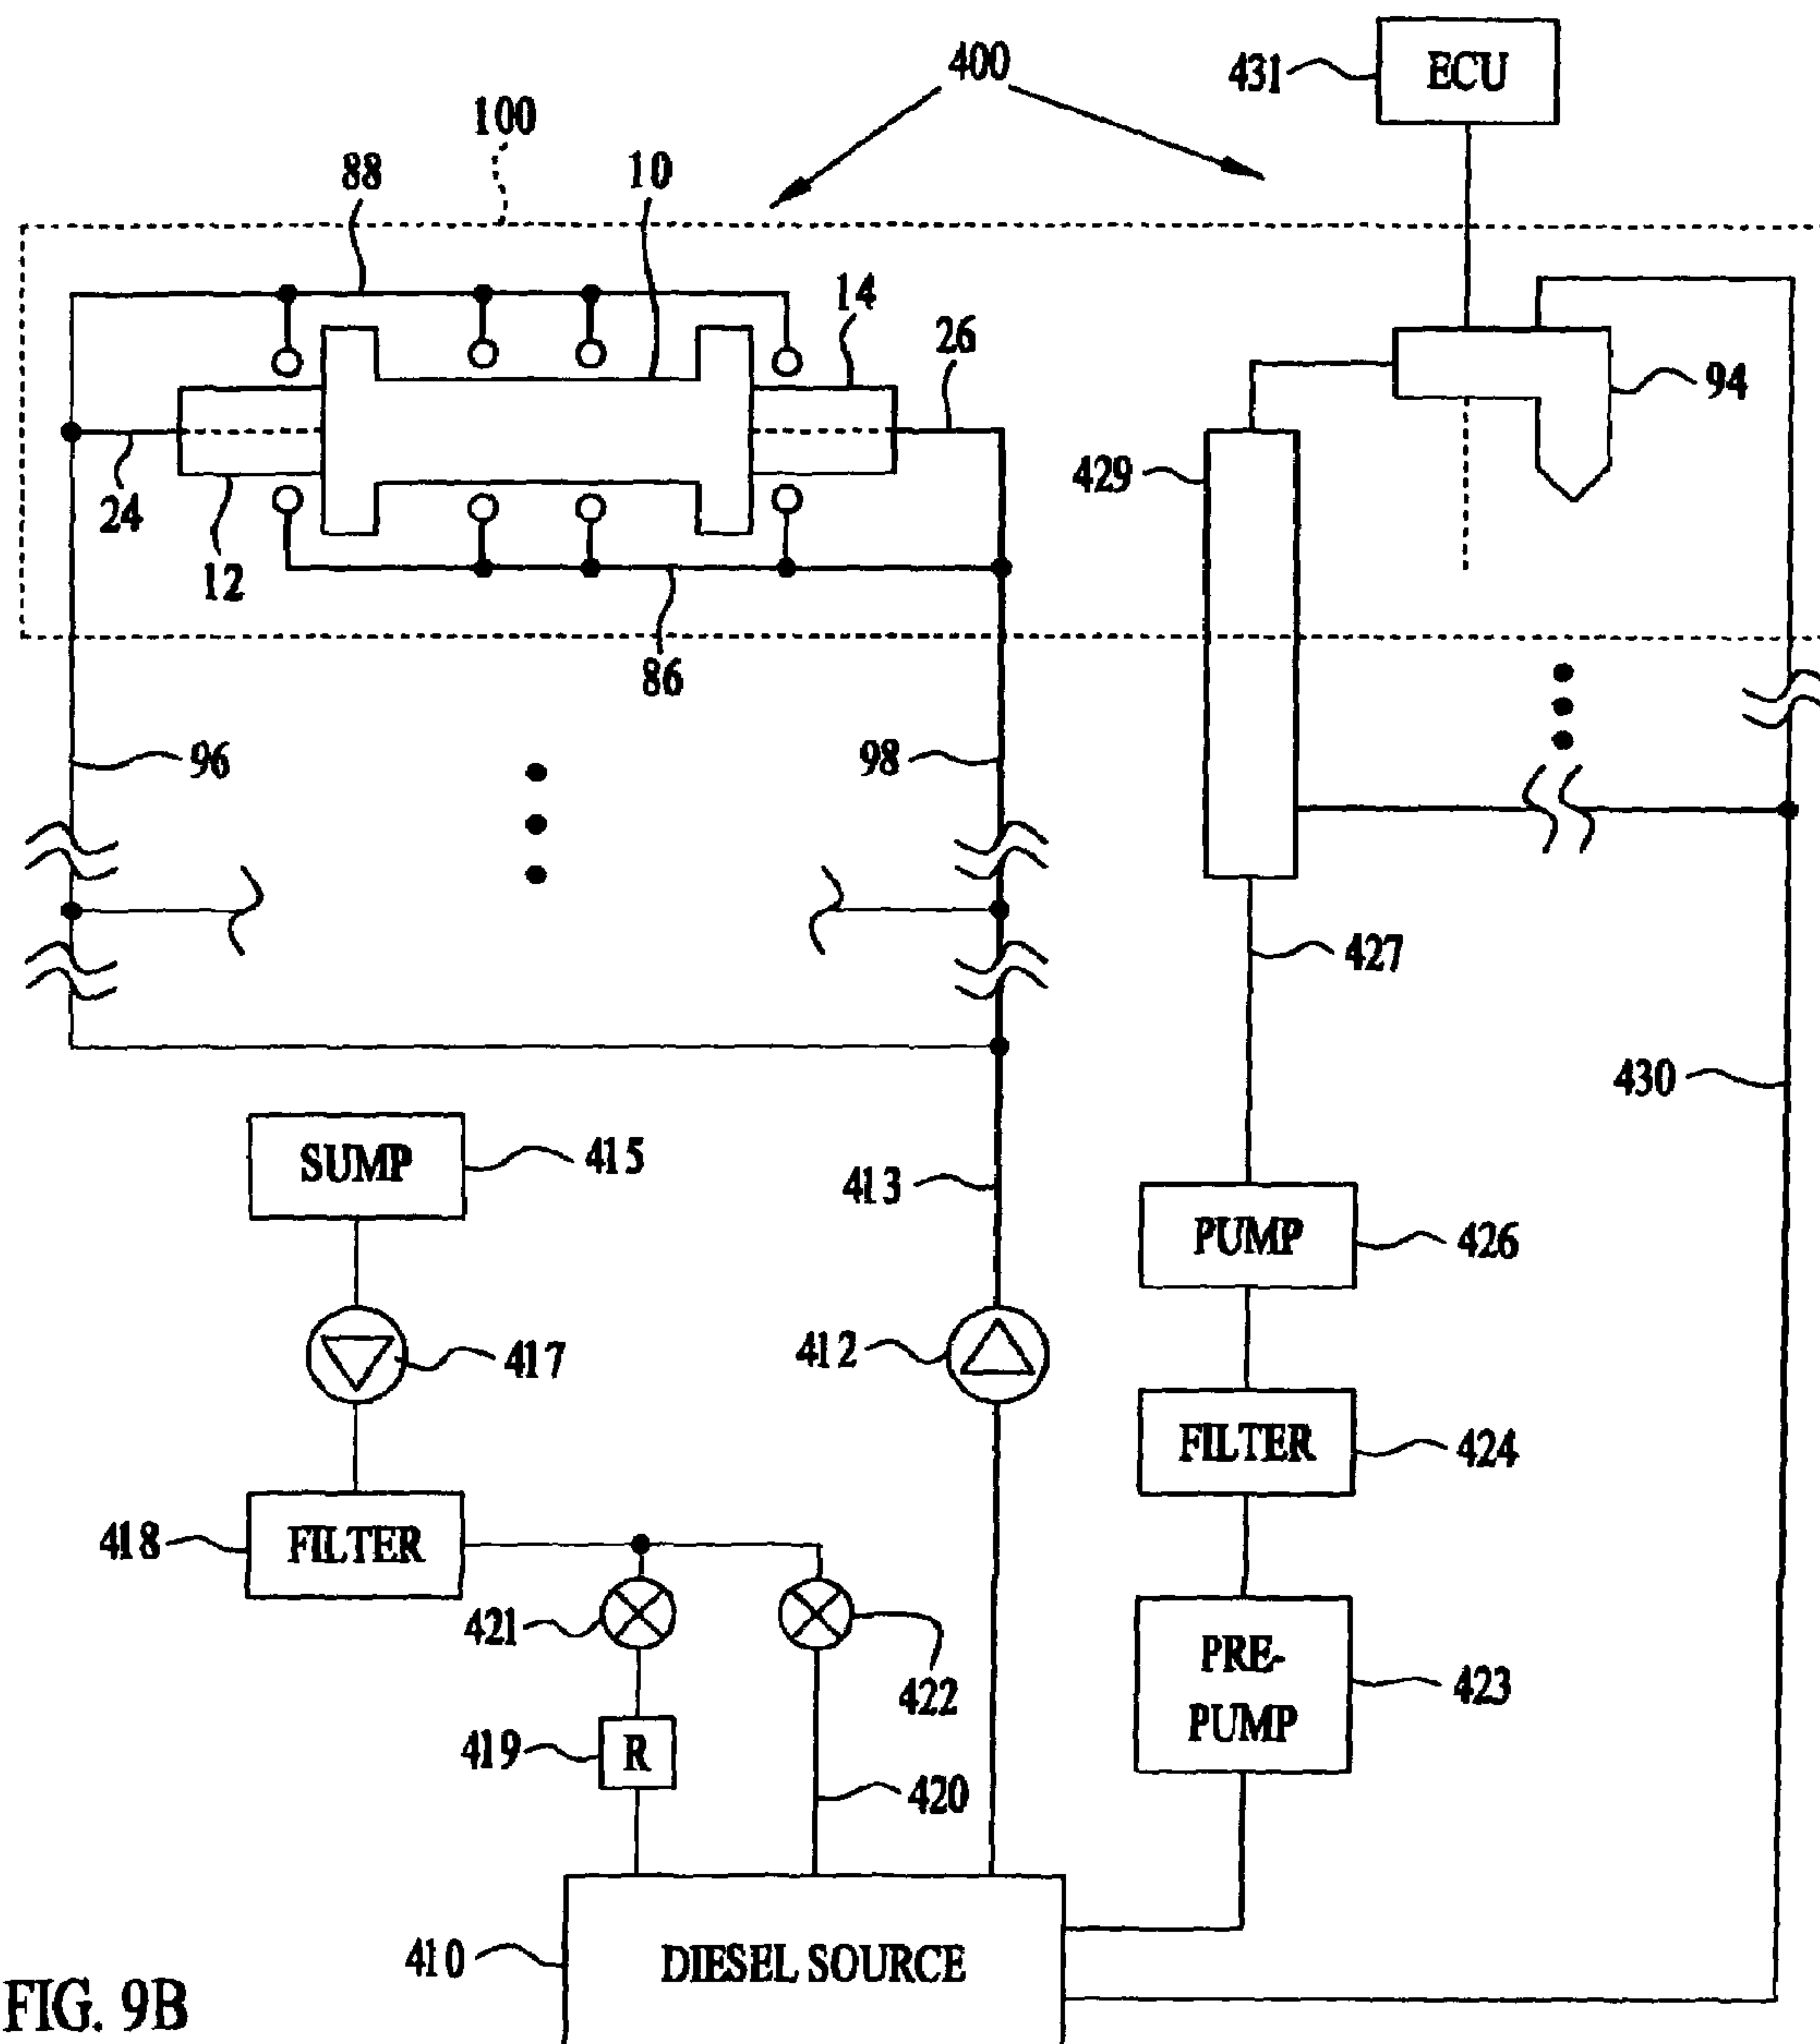 431
ECU
400
100
88
10
14
26
94
24
12
429
86
96
98
427
430
SUMP
415
413
PUMP
426
417
412
FILTER
424
418
FILTER
421
422
PRE-
PUMP
423
419
R
420
410
DIESEL SOURCE
FIG. 9B